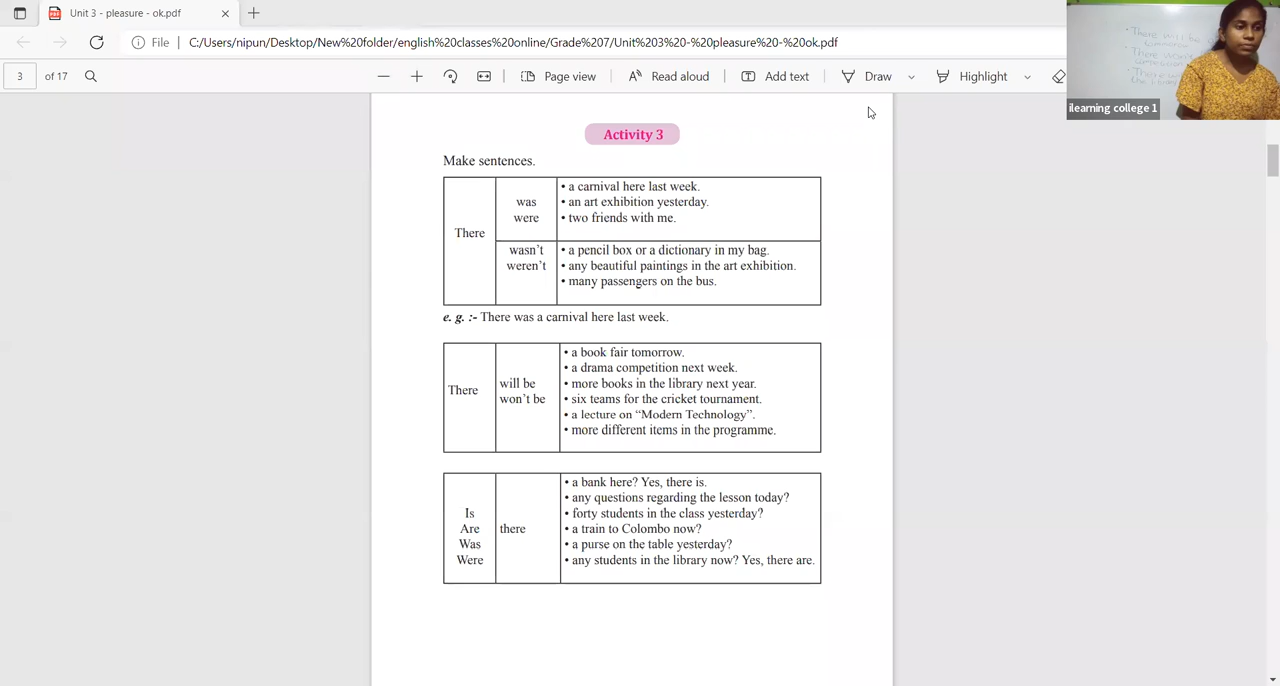 Unit 3 - pleasure - ok.pdf
File C:/Users/nipun/Desktop/New%20folder/english%20classes%20online/Grade%207/Unit%203%20-%20pleasure%20-%20ok.pdf
3 of 17 Page view Read aloud Add text Draw Highlight
There will be
tomorrow
There won't
ilearning college 1
Activity 3
Make sentences.
There
was
were
• a carnival here last week.
• an art exhibition yesterday.
• two friends with me.
wasn't
weren't
• a pencil box or a dictionary in my bag.
• any beautiful paintings in the art exhibition.
• many passengers on the bus.
e. g. :- There was a carnival here last week.
There
will be
won't be
• a book fair tomorrow.
• a drama competition next week.
• more books in the library next year.
• six teams for the cricket tournament.
• a lecture on “Modern Technology”.
• more different items in the programme.
Is
Are
Was
Were
there
• a bank here? Yes, there is.
• any questions regarding the lesson today?
• forty students in the class yesterday?
• a train to Colombo now?
• a purse on the table yesterday?
• any students in the library now? Yes, there are.